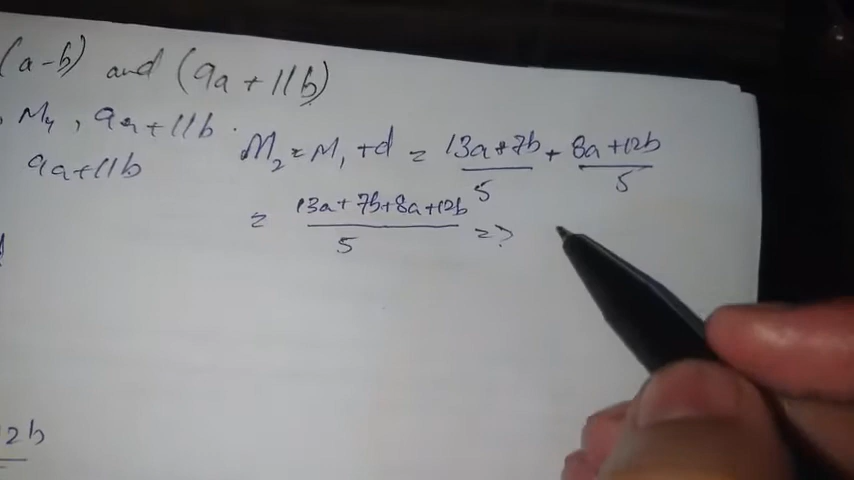 (a-b) and (9a+11b)
, M4, 9a+11b.
9a+11b
M2=M1+d = 13a+7b/5 + 8a+12b/5
= 13a+7b+8a+12b/5 =?
2b